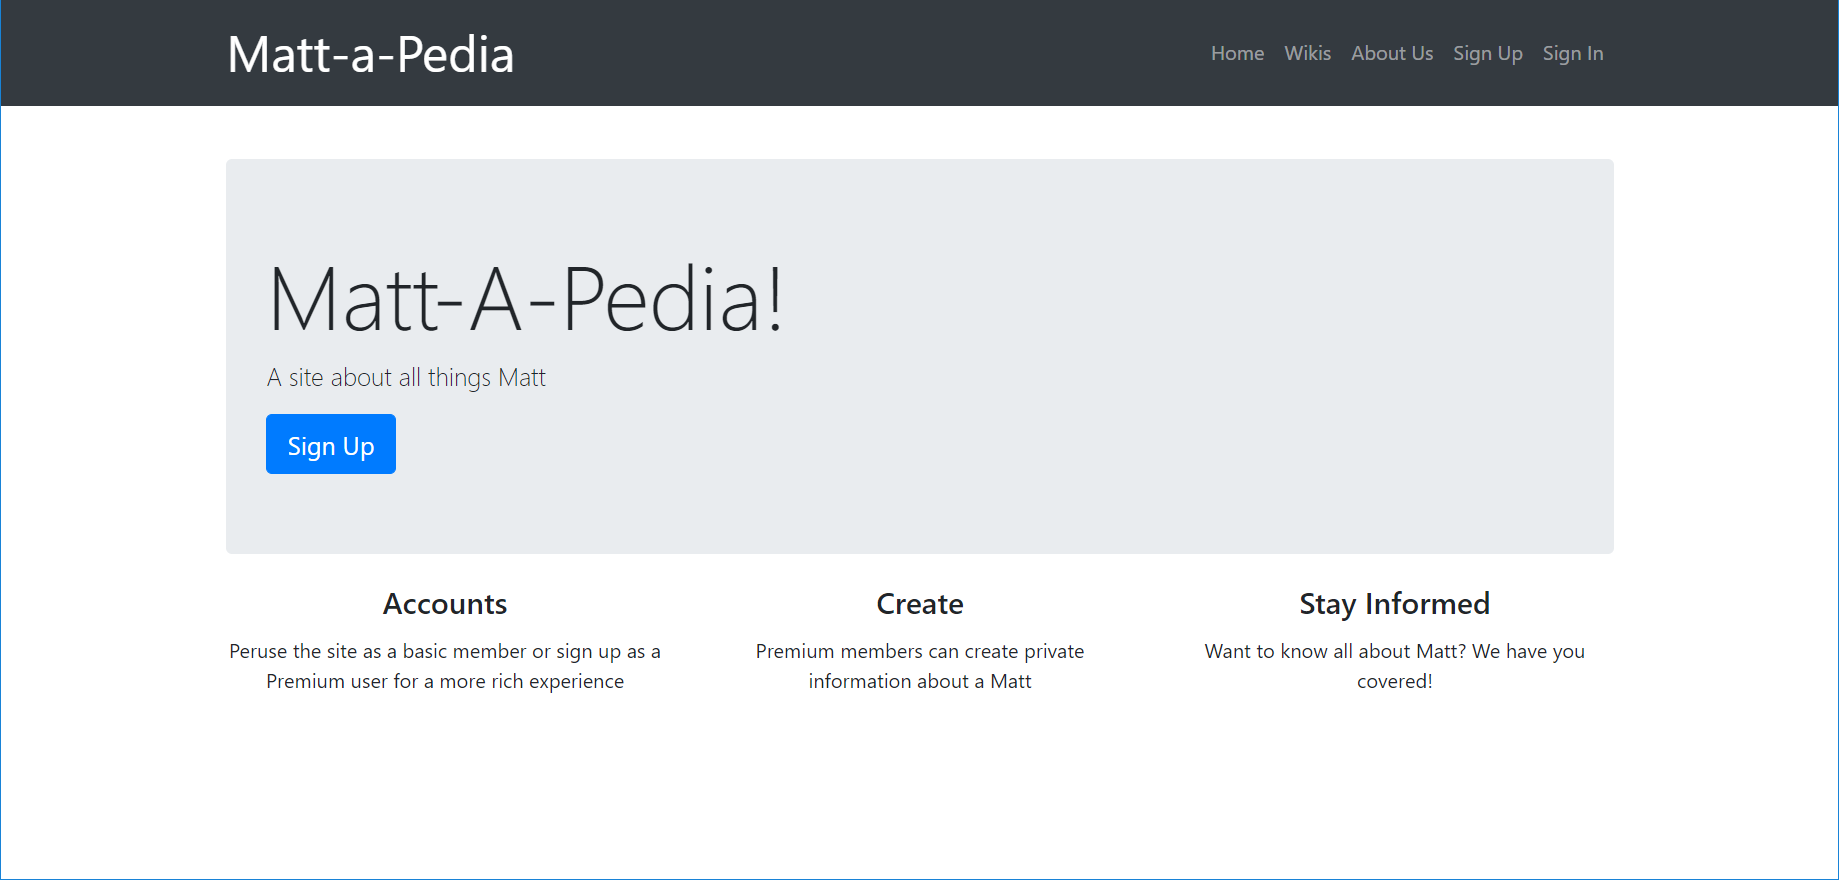 Matt-a-Pedia
Home Wikis About Us Sign Up Sign In
Matt-A-Pedia!
A site about all things Matt
Sign Up
Accounts
Peruse the site as a basic member or sign up as a
Premium user for a more rich experience
Create
Premium members can create private
information about a Matt
Stay Informed
Want to know all about Matt? We have you
covered!